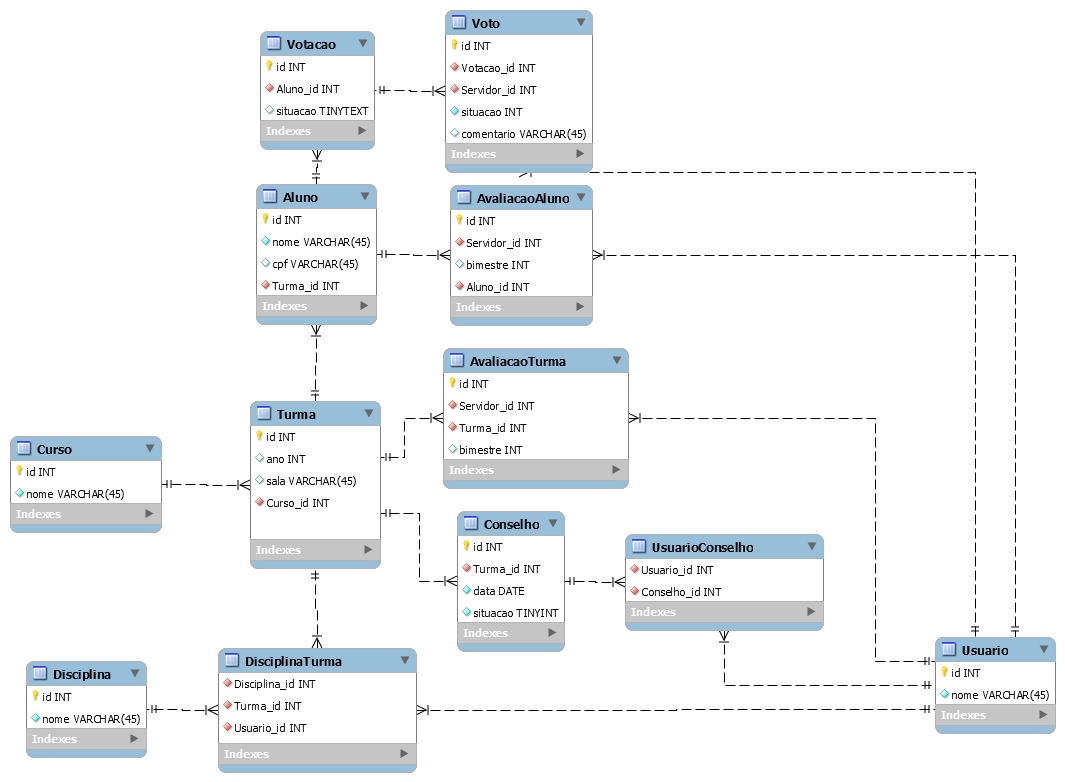 Votacao
id INT
Aluno_id INT
situacao TINYTEXT
Indexes
Voto
id INT
Votacao_id INT
Servidor_id INT
situacao INT
comentario VARCHAR(45)
Indexes
Aluno
id INT
nome VARCHAR(45)
cpf VARCHAR(45)
Turma_id INT
Indexes
AvaliacaoAluno
id INT
Servidor_id INT
bimestre INT
Aluno_id INT
Indexes
AvaliacaoTurma
id INT
Servidor_id INT
Turma_id INT
bimestre INT
Indexes
Turma
id INT
ano INT
sala VARCHAR(45)
Curso_id INT
Indexes
Curso
id INT
nome VARCHAR(45)
Indexes
Conselho
id INT
Turma_id INT
data DATE
situacao TINYINT
Indexes
UsuarioConselho
Usuario_id INT
Conselho_id INT
Indexes
Usuario
id INT
nome VARCHAR(45)
Indexes
Disciplina
id INT
nome VARCHAR(45)
Indexes
DisciplinaTurma
Disciplina_id INT
Turma_id INT
Usuario_id INT
Indexes